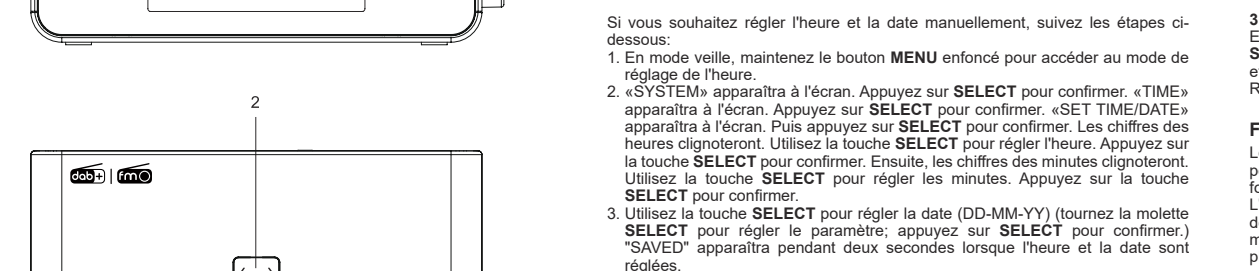 2
dab+ | fm
Si vous souhaitez régler l'heure et la date manuellement, suivez les étapes ci-
dessous:
1. En mode veille, maintenez le bouton MENU enfoncé pour accéder au mode de
réglage de l'heure.
2. «SYSTEM» apparaîtra à l'écran. Appuyez sur SELECT pour confirmer. «TIME»
apparaîtra à l'écran. Appuyez sur SELECT pour confirmer. «SET TIME/DATE»
apparaîtra à l'écran. Puis appuyez sur SELECT pour confirmer. Les chiffres des
heures clignoteront. Utilisez la touche SELECT pour régler l'heure. Appuyez sur
la touche SELECT pour confirmer. Ensuite, les chiffres des minutes clignoteront.
Utilisez la touche SELECT pour régler les minutes. Appuyez sur la touche
SELECT pour confirmer.
3. Utilisez la touche SELECT pour régler la date (DD-MM-YY) (tournez la molette
SELECT pour régler le paramètre; appuyez sur SELECT pour confirmer.)
"SAVED" apparaîtra pendant deux secondes lorsque l'heure et la date sont
réglées.